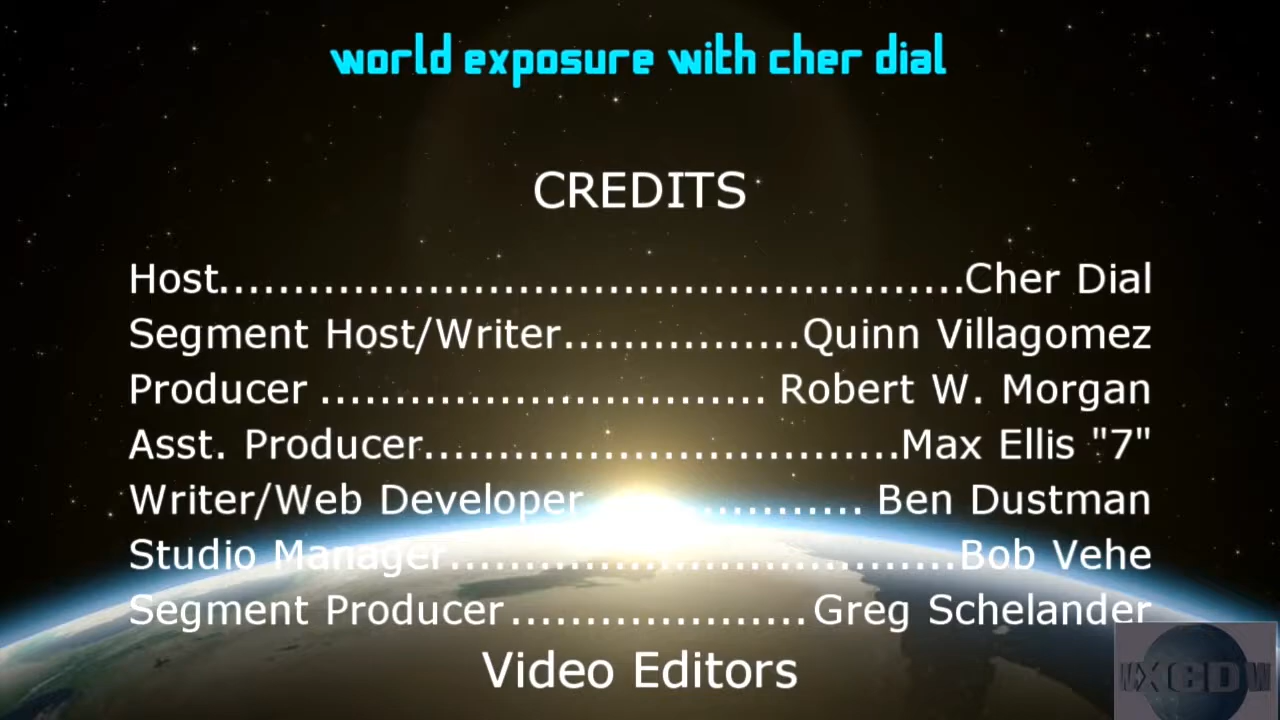 world exposure with cher dial
CREDITS
Host..................................................Cher Dial
Segment Host/Writer................Quinn Villagomez
Producer .............................. Robert W. Morgan
Asst. Producer................................Max Ellis "7"
Writer/Web Developer .................. Ben Dustman
Studio Manager..................................Bob Vehe
Segment Producer....................Greg Schelander
Video Editors